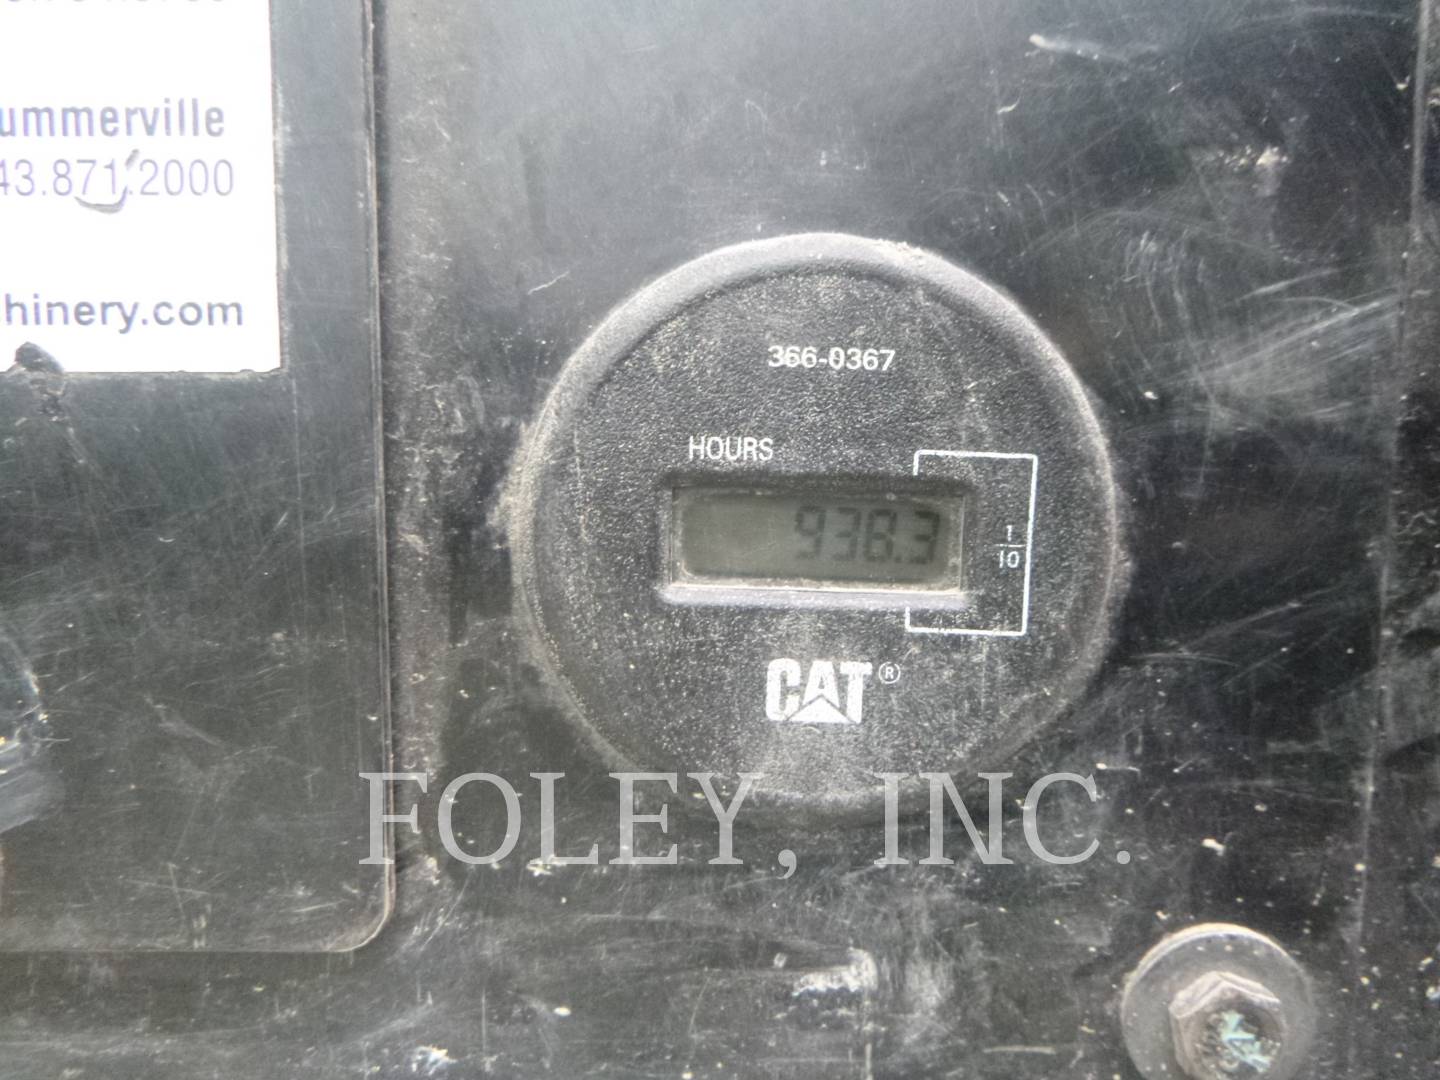 ummerville
43.871.2000
hinery.com
366-0367
HOURS
938.3
1
10
CAT®
FOLEY, INC.